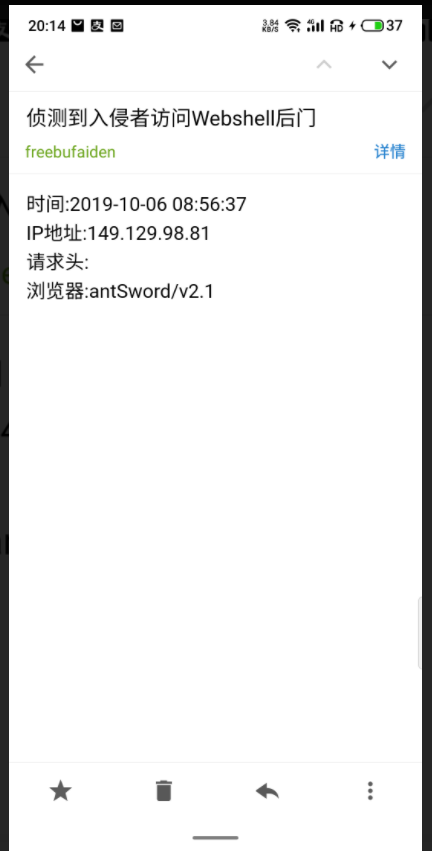 20:14 3.84 KB/S 4G HD 37
侦测到入侵者访问Webshell后门
freebufaiden 详情
时间:2019-10-06 08:56:37
IP地址:149.129.98.81
请求头:
浏览器:antSword/v2.1